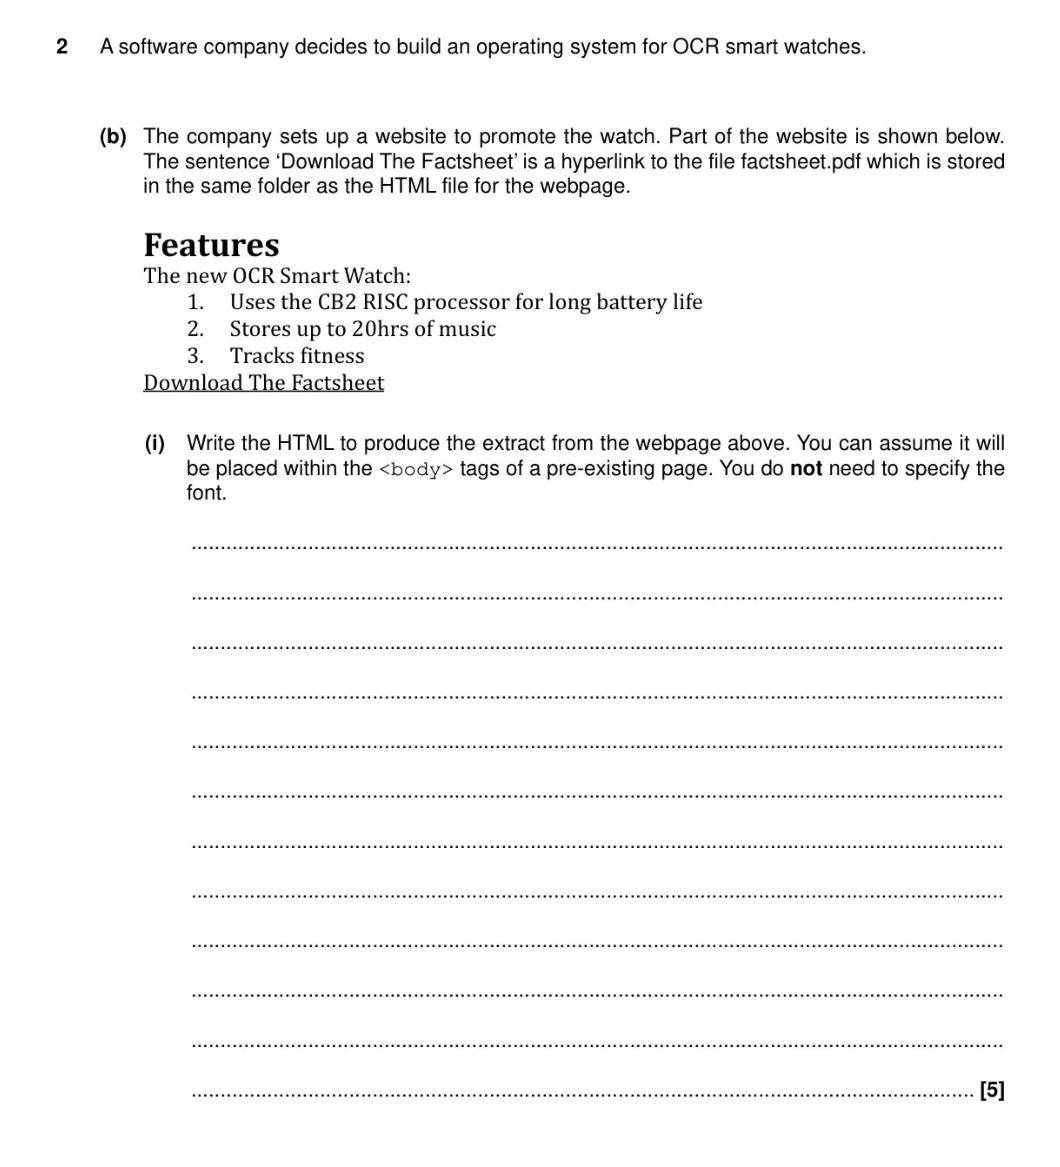 2 A software company decides to build an operating system for OCR smart watches.
(b) The company sets up a website to promote the watch. Part of the website is shown below.
The sentence ‘Download The Factsheet’ is a hyperlink to the file factsheet.pdf which is stored
in the same folder as the HTML file for the webpage.
Features
The new OCR Smart Watch:
1. Uses the CB2 RISC processor for long battery life
2. Stores up to 20hrs of music
3. Tracks fitness
Download The Factsheet
(i) Write the HTML to produce the extract from the webpage above. You can assume it will
be placed within the <body> tags of a pre-existing page. You do not need to specify the
font.
[5]